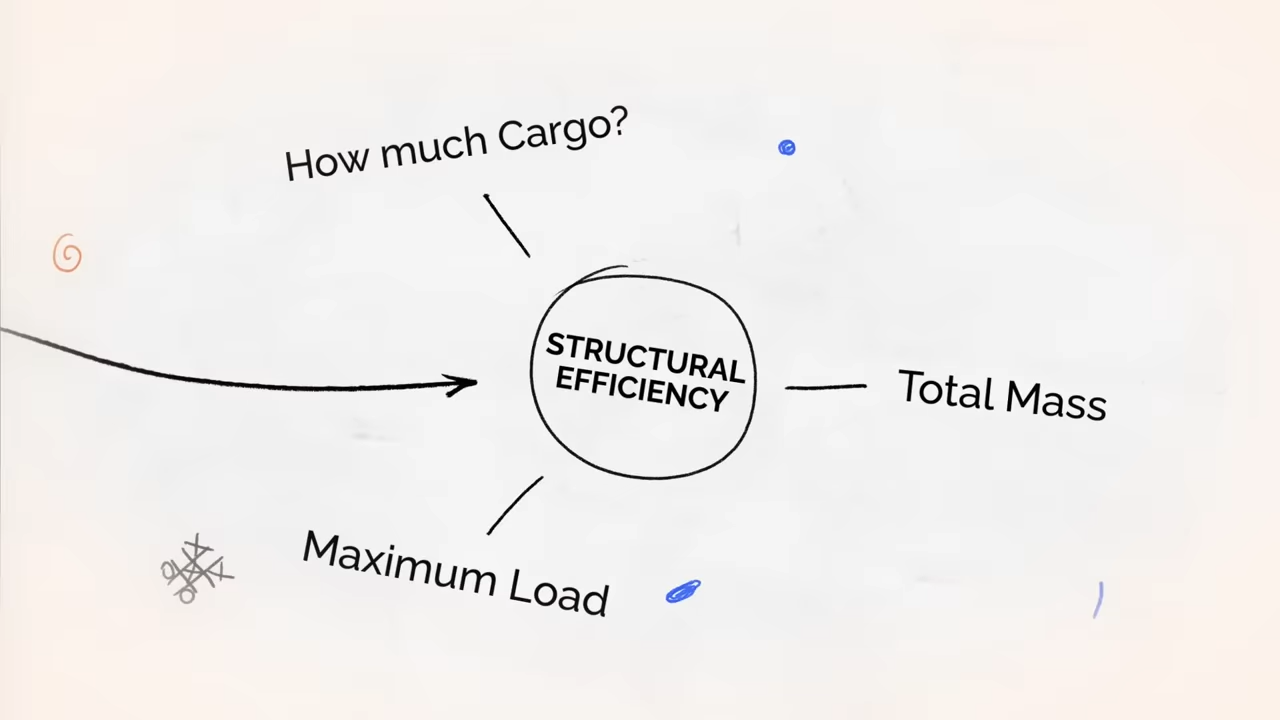 How much Cargo?
STRUCTURAL
EFFICIENCY
Total Mass
Maximum Load